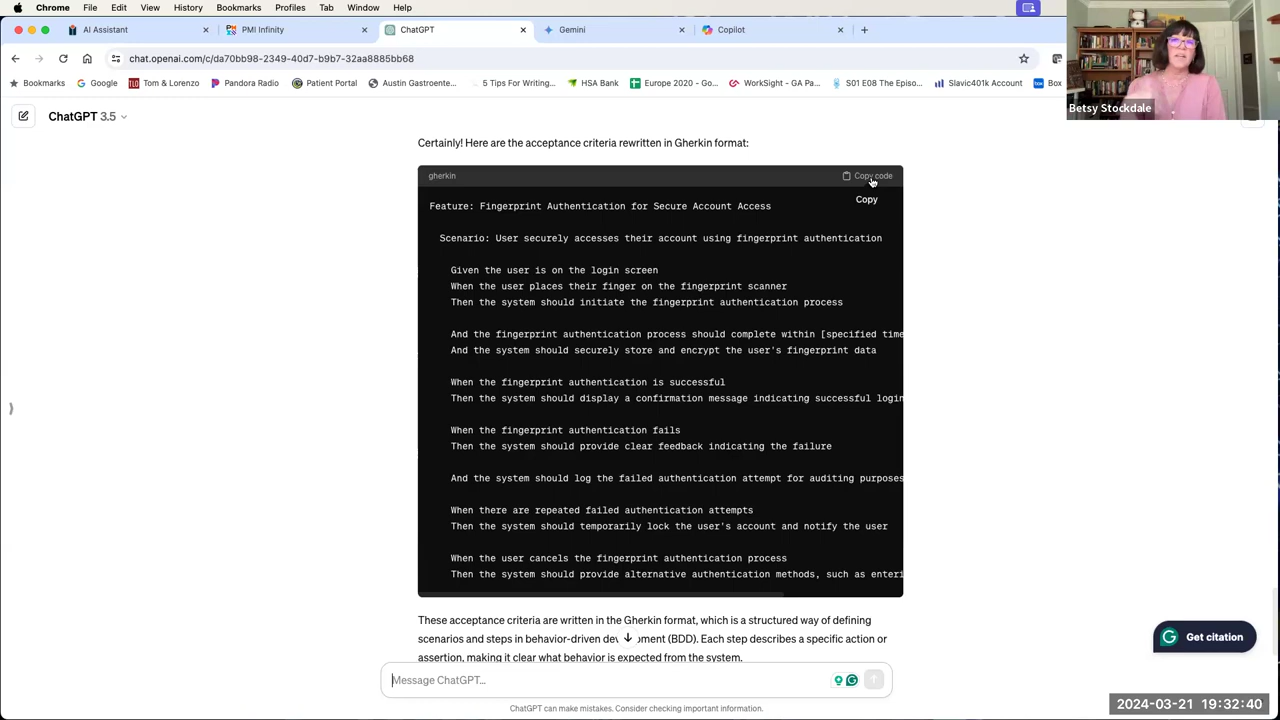 Chrome File Edit View History Bookmarks Profiles Tab Window Help
AI Assistant PMI Infinity ChatGPT Gemini Copilot
chat.openai.com/c/da70bb98-2349-40d7-b9b7-32aa8885bb68
Bookmarks Google Tom & Lorenzo Pandora Radio Patient Portal Austin Gastroente... 5 Tips For Writing... HSA Bank Europe 2020 - Go... WorkSight - GA Pa... S01 E08 The Episo... Slavic401k Account Box
Betsy Stockdale
ChatGPT 3.5
Certainly! Here are the acceptance criteria rewritten in Gherkin format:
gherkin Copy code
Copy
Feature: Fingerprint Authentication for Secure Account Access
Scenario: User securely accesses their account using fingerprint authentication
Given the user is on the login screen
When the user places their finger on the fingerprint scanner
Then the system should initiate the fingerprint authentication process
And the fingerprint authentication process should complete within [specified time
And the system should securely store and encrypt the user's fingerprint data
When the fingerprint authentication is successful
Then the system should display a confirmation message indicating successful login
When the fingerprint authentication fails
Then the system should provide clear feedback indicating the failure
And the system should log the failed authentication attempt for auditing purposes
When there are repeated failed authentication attempts
Then the system should temporarily lock the user's account and notify the user
When the user cancels the fingerprint authentication process
Then the system should provide alternative authentication methods, such as enteri
These acceptance criteria are written in the Gherkin format, which is a structured way of defining
scenarios and steps in behavior-driven dev pment (BDD). Each step describes a specific action or
assertion, making it clear what behavior is expected from the system.
Get citation
Message ChatGPT...
ChatGPT can make mistakes. Consider checking important information.
2024-03-21 19:32:40